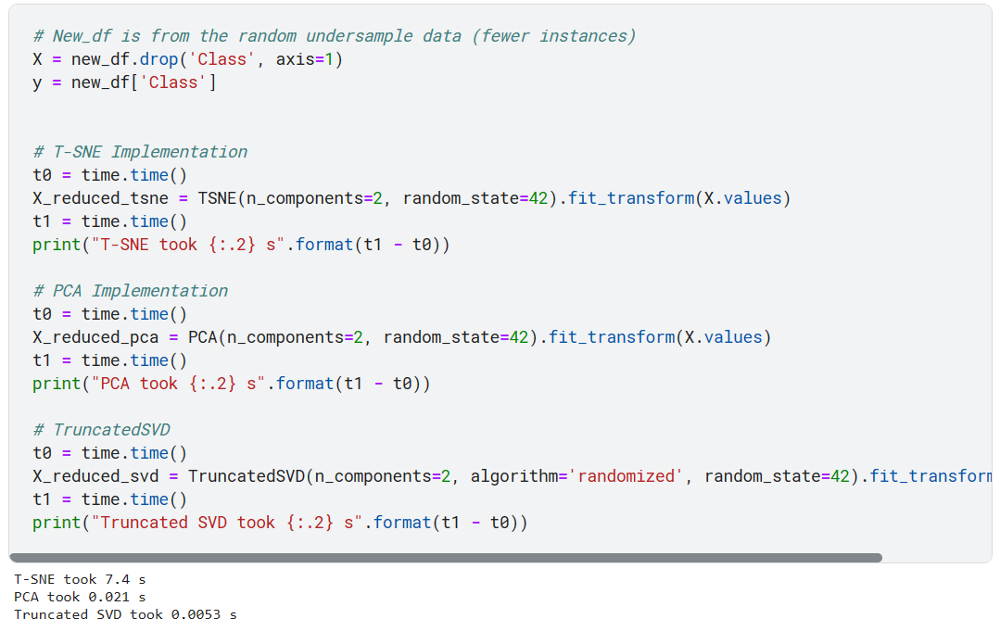 # New_df is from the random undersample data (fewer instances)
X = new_df.drop('Class', axis=1)
y = new_df['Class']
# T-SNE Implementation
t0 = time.time()
X_reduced_tsne = TSNE(n_components=2, random_state=42).fit_transform(X.values)
t1 = time.time()
print("T-SNE took {:.2} s".format(t1 - t0))
# PCA Implementation
t0 = time.time()
X_reduced_pca = PCA(n_components=2, random_state=42).fit_transform(X.values)
t1 = time.time()
print("PCA took {:.2} s".format(t1 - t0))
# TruncatedSVD
t0 = time.time()
X_reduced_svd = TruncatedSVD(n_components=2, algorithm='randomized', random_state=42).fit_transform
t1 = time.time()
print("Truncated SVD took {:.2} s".format(t1 - t0))
T-SNE took 7.4 s
PCA took 0.021 s
Truncated SVD took 0.0053 s